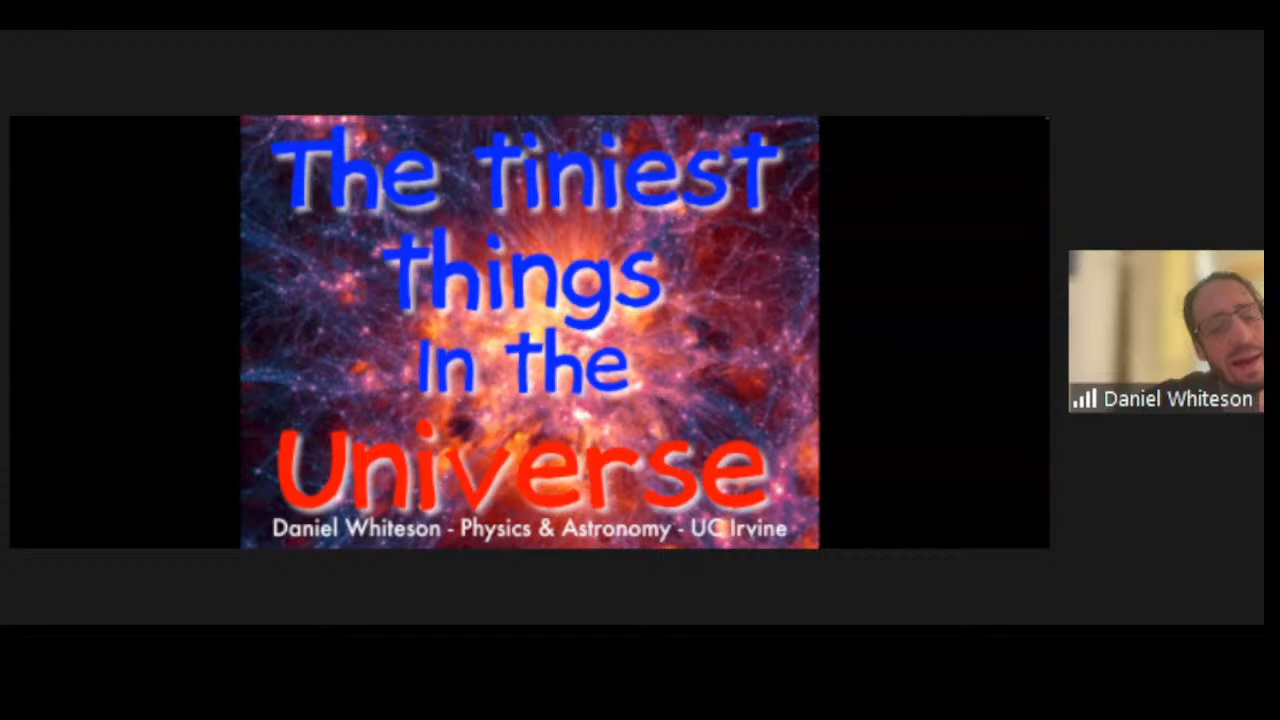 The tiniest
things
In the
Universe
Daniel Whiteson - Physics & Astronomy - UC Irvine
Daniel Whiteson